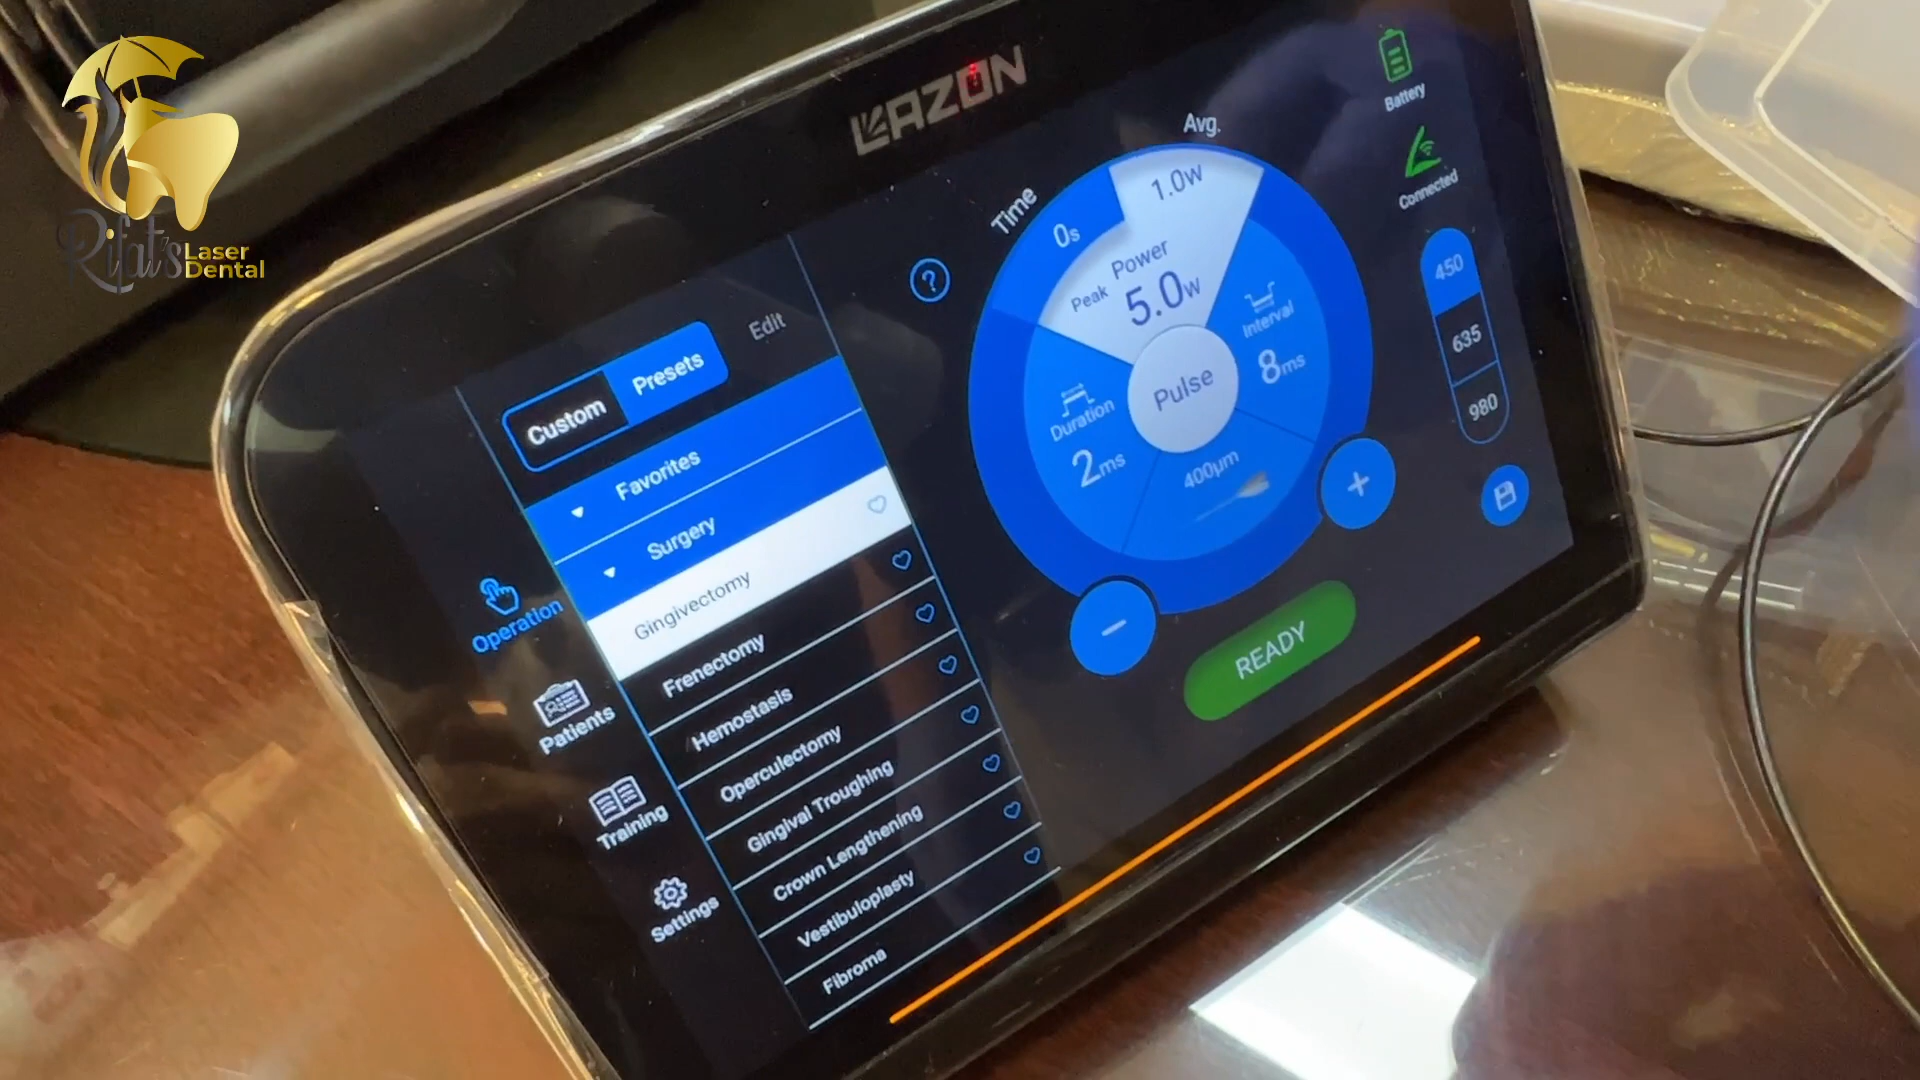 Rifat's Laser
Dental
LAZON
Battery
Connected
Custom
Presets
Edit
Favorites
Surgery
Gingivectomy
Frenectomy
Hemostasis
Operculectomy
Gingival Troughing
Crown Lengthening
Vestibuloplasty
Fibroma
Operation
Patients
Training
Settings
?
Time
0s
Avg.
1.0W
Power
Peak 5.0W
Interval
8ms
Pulse
Duration
2ms
400μm
+
−
READY
450
635
980